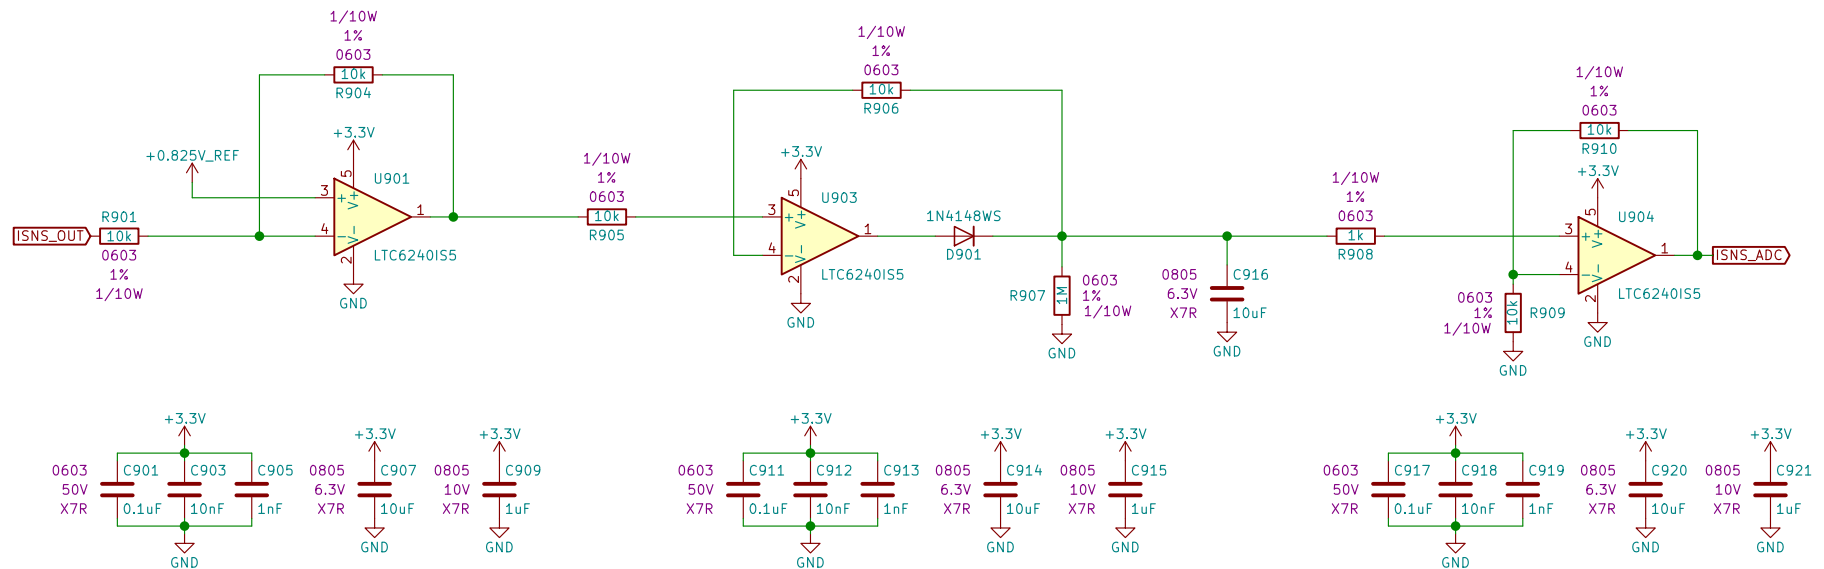 1/10W
1%
0603
10k
R904
+3.3V
+0.825V_REF
U901
5
3
+
V+
1
R901
ISNS_OUT
10k
4
−
V-
2
LTC6240IS5
0603
1%
1/10W
GND
1/10W
1%
0603
10k
R905
1/10W
1%
0603
10k
R906
+3.3V
U903
5
3
+
V+
1
4
−
V-
2
LTC6240IS5
GND
1N4148WS
D901
R907
1M
0603
1%
1/10W
GND
0805
6.3V
X7R
C916
10uF
GND
1/10W
1%
0603
1k
R908
1/10W
1%
0603
10k
R910
+3.3V
U904
5
3
+
V+
1
ISNS_ADC
4
−
V-
2
LTC6240IS5
GND
0603
1%
1/10W
10k
R909
GND
+3.3V
0603
50V
X7R
C901
0.1uF
C903
10nF
C905
1nF
GND
+3.3V
0805
6.3V
X7R
C907
10uF
GND
+3.3V
0805
10V
X7R
C909
1uF
GND
+3.3V
0603
50V
X7R
C911
0.1uF
C912
10nF
C913
1nF
GND
+3.3V
0805
6.3V
X7R
C914
10uF
GND
+3.3V
0805
10V
X7R
C915
1uF
GND
+3.3V
0603
50V
X7R
C917
0.1uF
C918
10nF
C919
1nF
GND
+3.3V
0805
6.3V
X7R
C920
10uF
GND
+3.3V
0805
10V
X7R
C921
1uF
GND